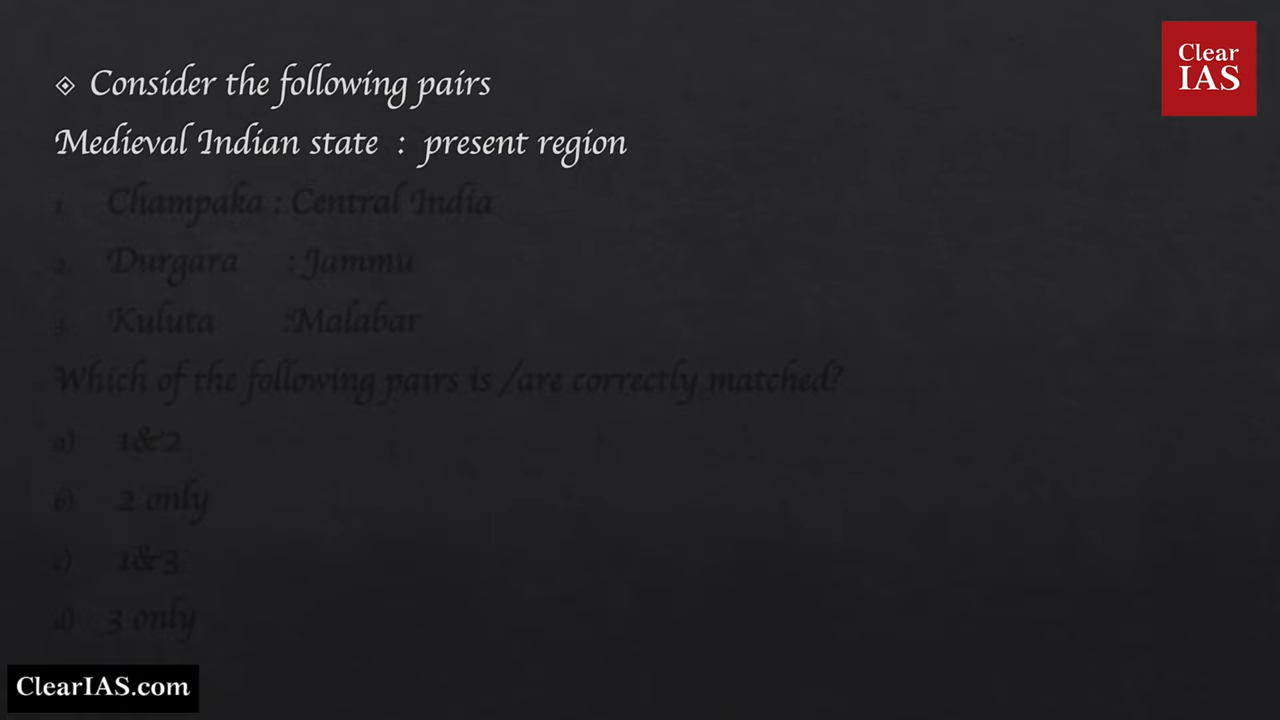 Clear
IAS
Consider the following pairs
Medieval Indian state : present region
1. Champaka : Central India
2. Durgara : Jammu
3. Kuluta :Malabar
Which of the following pairs is /are correctly matched?
a) 1&2
b) 2 only
c) 1&3
d) 3 only
ClearIAS.com